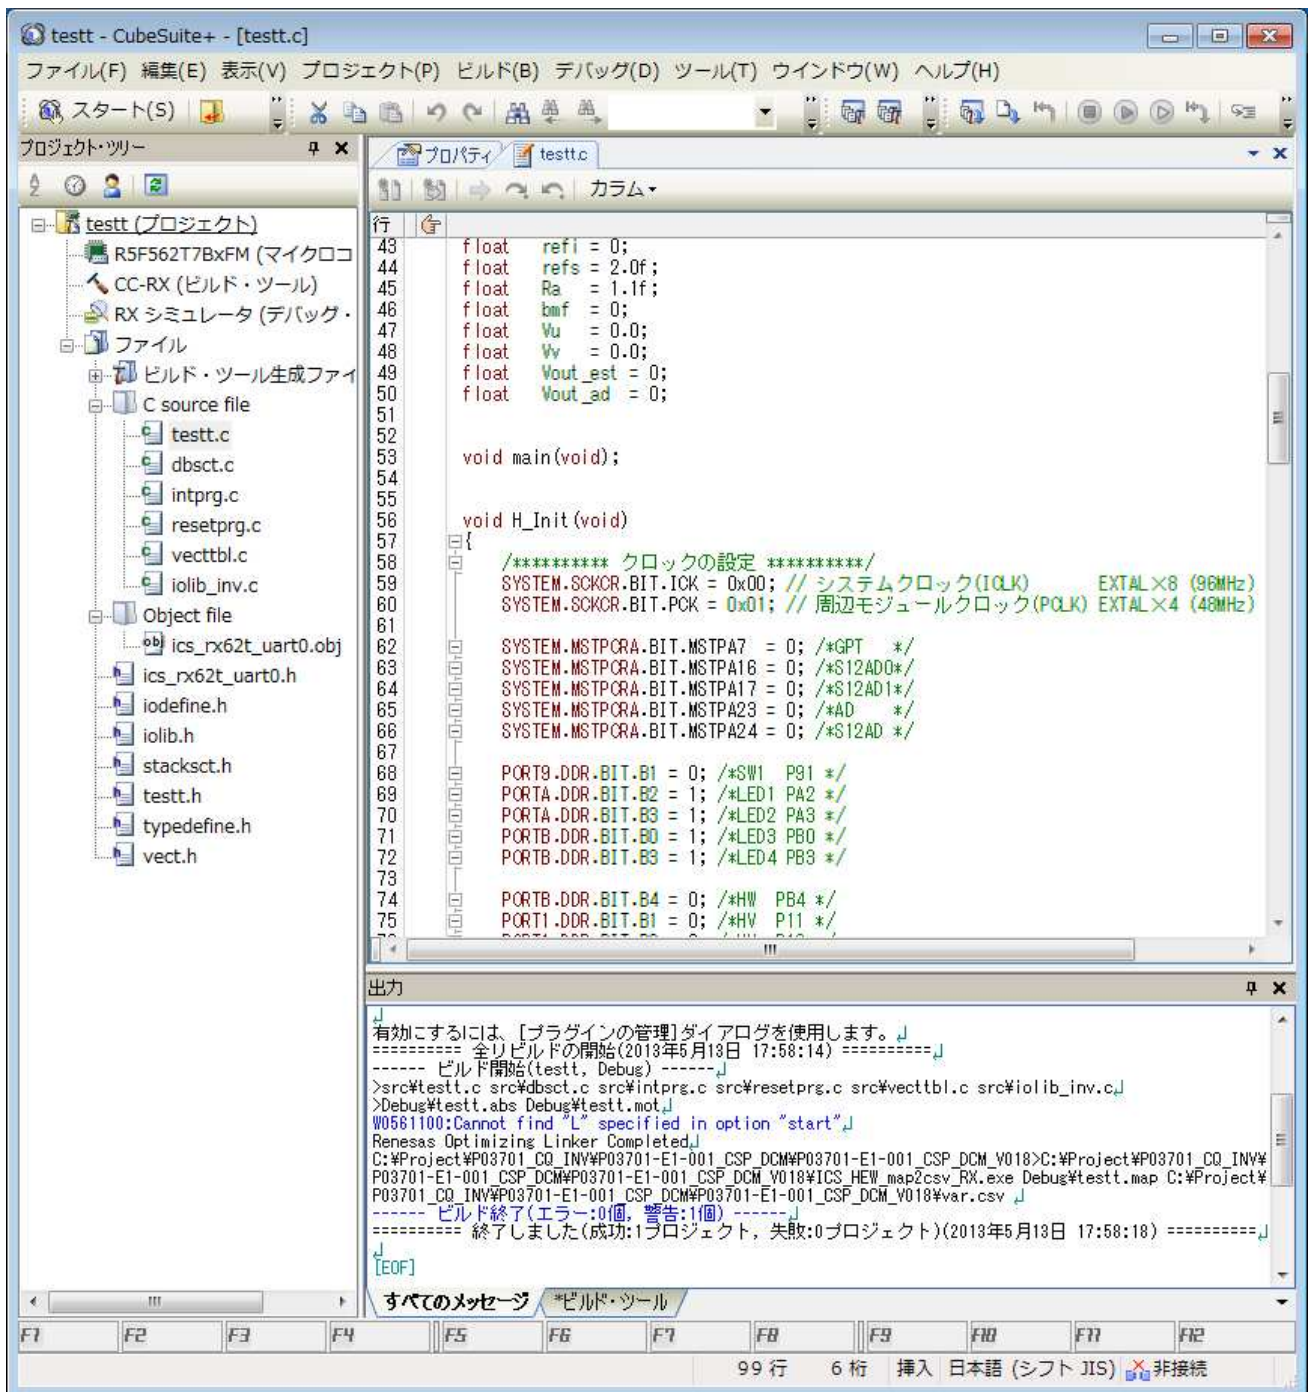 testt - CubeSuite+ - [testt.c]
ファイル(F) 編集(E) 表示(V) プロジェクト(P) ビルド(B) デバッグ(D) ツール(T) ウインドウ(W) ヘルプ(H)
スタート(S)
プロジェクト・ツリー
testt (プロジェクト)
R5F562T7BxFM (マイクロコ
CC-RX (ビルド・ツール)
RX シミュレータ (デバッグ・
ファイル
ビルド・ツール生成ファイ
C source file
testt.c
dbsct.c
intprg.c
resetprg.c
vecttbl.c
iolib_inv.c
Object file
ics_rx62t_uart0.obj
ics_rx62t_uart0.h
iodefine.h
iolib.h
stacksct.h
testt.h
typedefine.h
vect.h
プロパティ testt.c
カラム
行
43 float refi = 0;
44 float refs = 2.0f;
45 float Ra = 1.1f;
46 float bmf = 0;
47 float Vu = 0.0;
48 float Vv = 0.0;
49 float Vout_est = 0;
50 float Vout_ad = 0;
51
52
53 void main(void);
54
55
56 void H_Init(void)
57 {
58 /********** クロックの設定 **********/
59 SYSTEM.SCKCR.BIT.ICK = 0x00; // システムクロック(ICLK) EXTAL×8 (96MHz)
60 SYSTEM.SCKCR.BIT.PCK = 0x01; // 周辺モジュールクロック(PCLK) EXTAL×4 (48MHz)
61
62 SYSTEM.MSTPCRA.BIT.MSTPA7 = 0; /*GPT */
63 SYSTEM.MSTPCRA.BIT.MSTPA16 = 0; /*S12AD0*/
64 SYSTEM.MSTPCRA.BIT.MSTPA17 = 0; /*S12AD1*/
65 SYSTEM.MSTPCRA.BIT.MSTPA23 = 0; /*AD */
66 SYSTEM.MSTPCRA.BIT.MSTPA24 = 0; /*S12AD */
67
68 PORT9.DDR.BIT.B1 = 0; /*SW1 P91 */
69 PORTA.DDR.BIT.B2 = 1; /*LED1 PA2 */
70 PORTA.DDR.BIT.B3 = 1; /*LED2 PA3 */
71 PORTB.DDR.BIT.B0 = 1; /*LED3 PB0 */
72 PORTB.DDR.BIT.B3 = 1; /*LED4 PB3 */
73
74 PORTB.DDR.BIT.B4 = 0; /*HW PB4 */
75 PORT1.DDR.BIT.B1 = 0; /*HV P11 */
出力
有効にするには、[プラグインの管理]ダイアログを使用します。
========== 全リビルドの開始(2013年5月13日 17:58:14) ==========
------ ビルド開始(testt, Debug) ------
>src¥testt.c src¥dbsct.c src¥intprg.c src¥resetprg.c src¥vecttbl.c src¥iolib_inv.c
>Debug¥testt.abs Debug¥testt.mot
W0561100:Cannot find "L" specified in option "start"
Renesas Optimizing Linker Completed
C:¥Project¥P03701_CQ_INV¥P03701-E1-001_CSP_DCM¥P03701-E1-001_CSP_DCM_V018>C:¥Project¥P03701_CQ_INV¥
P03701-E1-001_CSP_DCM¥P03701-E1-001_CSP_DCM_V018¥ICS_HEW_map2csv_RX.exe Debug¥testt.map C:¥Project¥
P03701_CQ_INV¥P03701-E1-001_CSP_DCM¥P03701-E1-001_CSP_DCM_V018¥var.csv
------ ビルド終了(エラー:0個, 警告:1個) ------
========== 終了しました(成功:1プロジェクト, 失敗:0プロジェクト)(2013年5月13日 17:58:18) ==========
[EOF]
すべてのメッセージ *ビルド・ツール
F1 F2 F3 F4 F5 F6 F7 F8 F9 F10 F11 F12
99 行 6 桁 挿入 日本語 (シフト JIS) 非接続